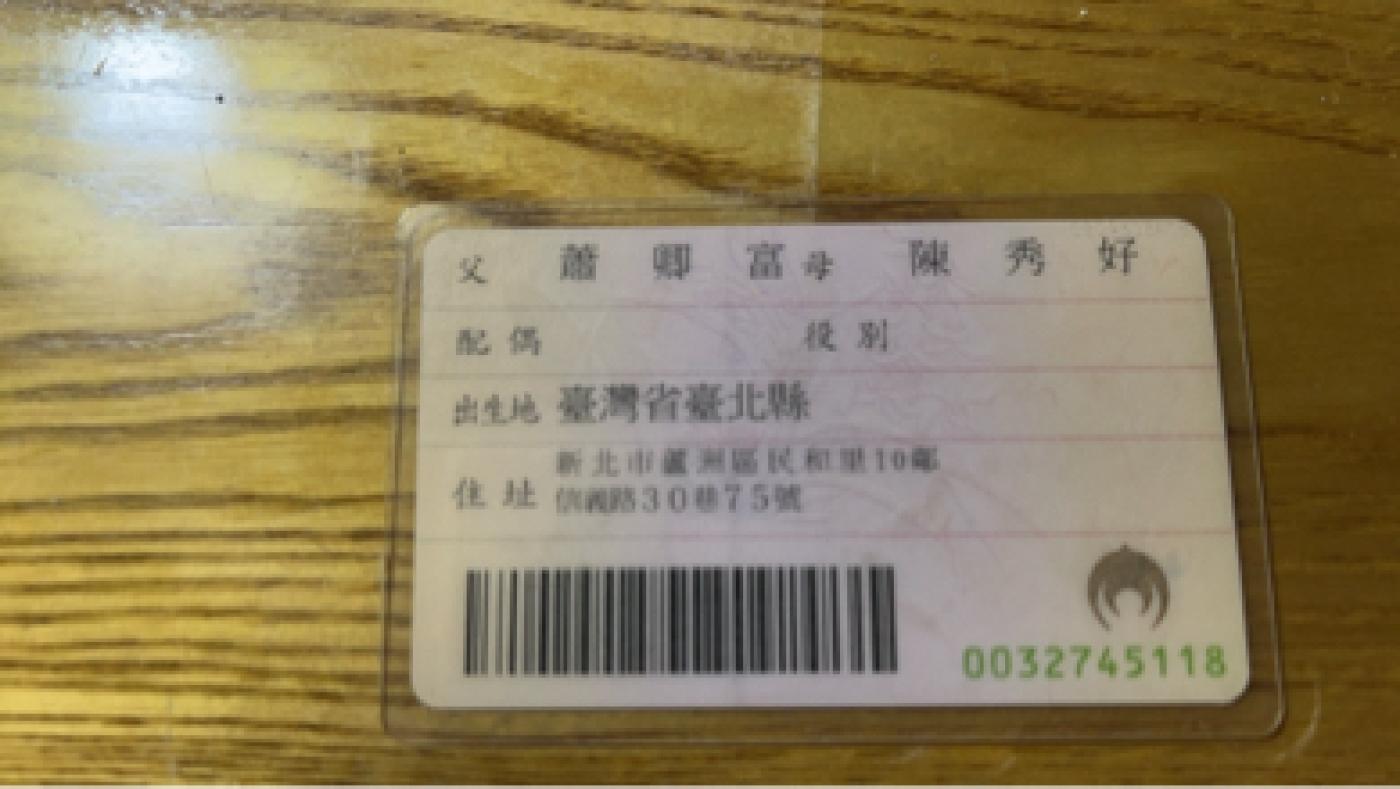 父 蕭卿富 母 陳秀好
配偶 役別
出生地 臺灣省臺北縣
住址 新北市蘆洲區民和里10鄰
信義路30巷75號
0032745118